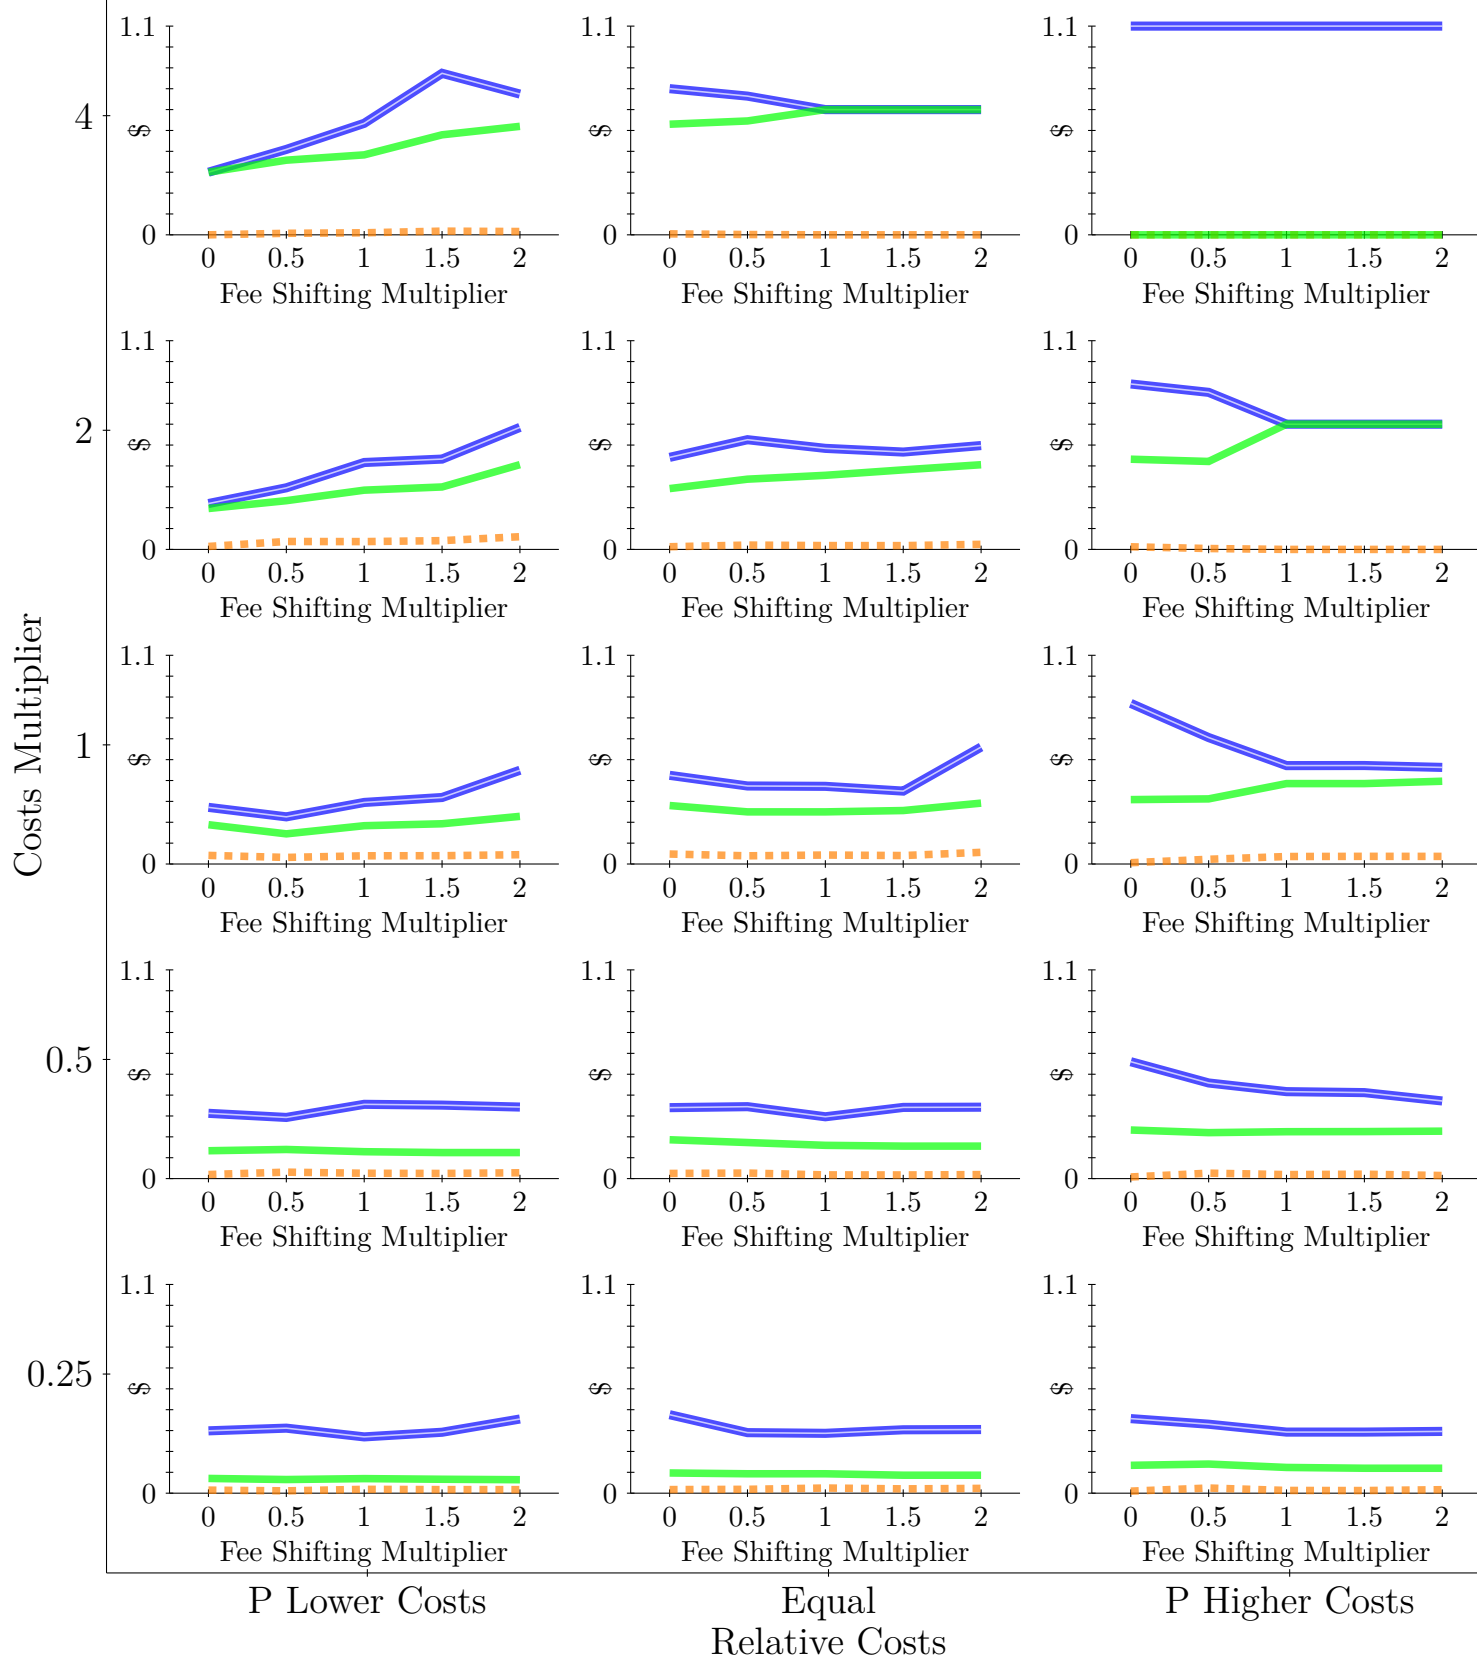 1.1 1.1 1.1
4 $ $ $
0 0 0
0 0.5 1 1.5 2 0 0.5 1 1.5 2 0 0.5 1 1.5 2
Fee Shifting Multiplier Fee Shifting Multiplier Fee Shifting Multiplier
1.1 1.1 1.1
2 $ $ $
0 0 0
0 0.5 1 1.5 2 0 0.5 1 1.5 2 0 0.5 1 1.5 2
Fee Shifting Multiplier Fee Shifting Multiplier Fee Shifting Multiplier
Costs Multiplier
1.1 1.1 1.1
1 $ $ $
0 0 0
0 0.5 1 1.5 2 0 0.5 1 1.5 2 0 0.5 1 1.5 2
Fee Shifting Multiplier Fee Shifting Multiplier Fee Shifting Multiplier
1.1 1.1 1.1
0.5 $ $ $
0 0 0
0 0.5 1 1.5 2 0 0.5 1 1.5 2 0 0.5 1 1.5 2
Fee Shifting Multiplier Fee Shifting Multiplier Fee Shifting Multiplier
1.1 1.1 1.1
0.25 $ $ $
0 0 0
0 0.5 1 1.5 2 0 0.5 1 1.5 2 0 0.5 1 1.5 2
Fee Shifting Multiplier Fee Shifting Multiplier Fee Shifting Multiplier
P Lower Costs Equal P Higher Costs
Relative Costs